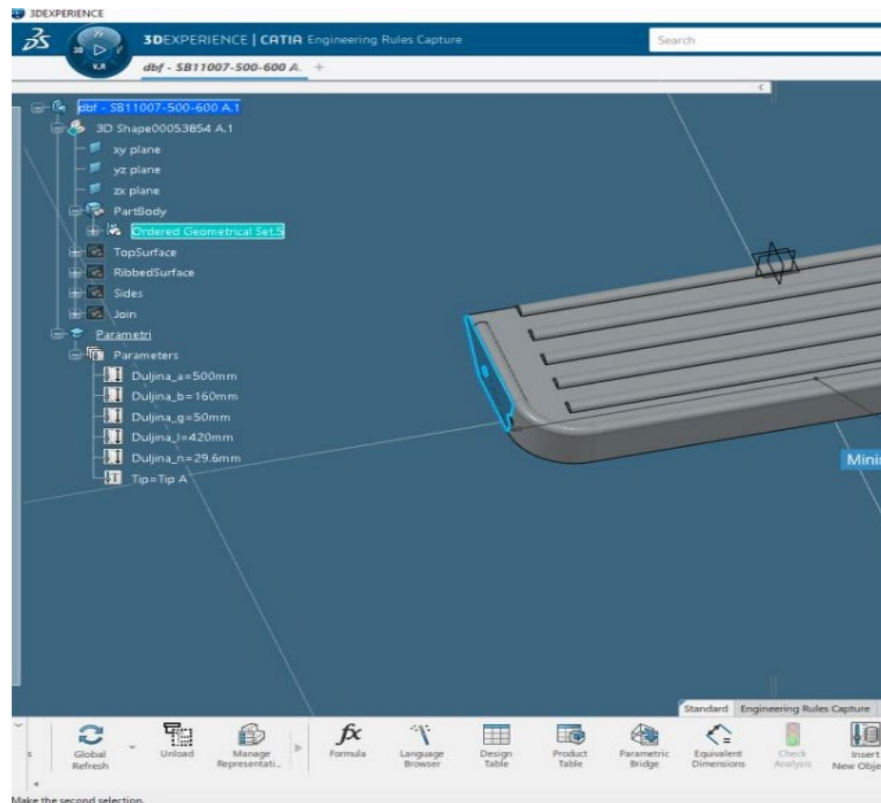 3DEXPERIENCE
3DEXPERIENCE | CATIA Engineering Rules Capture
Search
3D
V.R
dbf - SB11007-500-600 A.
+
dbf - SB11007-500-600 A.1
3D Shape00053854 A.1
xy plane
yz plane
zx plane
PartBody
Ordered Geometrical Set.5
TopSurface
RibbedSurface
Sides
Join
Parametri
Parameters
Duljina_a=500mm
Duljina_b=160mm
Duljina_g=50mm
Duljina_l=420mm
Duljina_n=29.6mm
Tip=Tip A
Mini
Standard Engineering Rules Capture
s
Global Refresh
Unload
Manage Representati...
Formula
Language Browser
Design Table
Product Table
Parametric Bridge
Equivalent Dimensions
Check Analysis
Insert New Obje
Make the second selection.